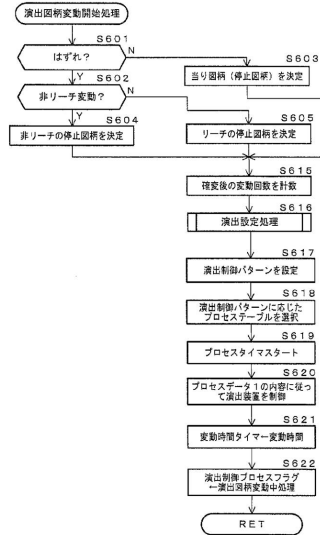 演出図柄変動開始処理
S601
はずれ？
N
S603
当り図柄（停止図柄）を決定
Y
S602
非リーチ変動？
N
Y
S604
非リーチの停止図柄を決定
S605
リーチの停止図柄を決定
S615
確変後の変動回数を計数
S616
演出設定処理
S617
演出制御パターンを設定
S618
演出制御パターンに応じた
プロセステーブルを選択
S619
プロセスタイマスタート
S620
プロセスデータ１の内容に従っ
て演出装置を制御
S621
変動時間タイマ←変動時間
S622
演出制御プロセスフラグ
←演出図柄変動中処理
RET